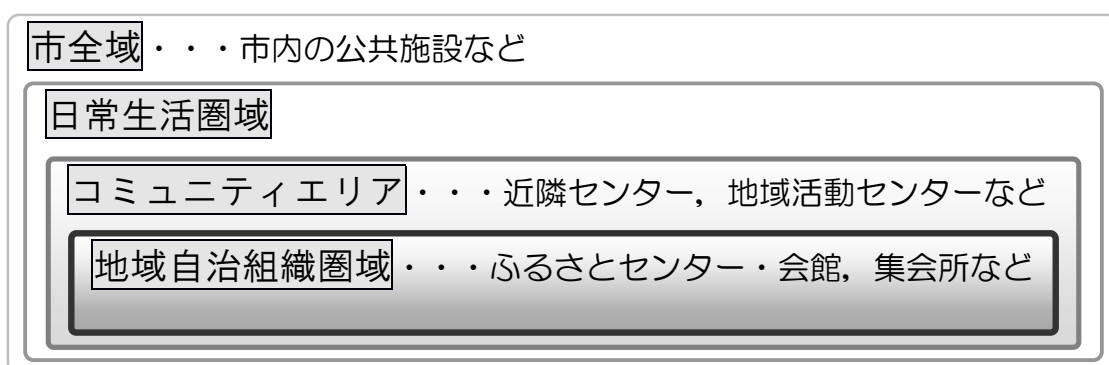 市全域・・・市内の公共施設など
日常生活圏域
コミュニティエリア・・・近隣センター，地域活動センターなど
地域自治組織圏域・・・ふるさとセンター・会館，集会所など